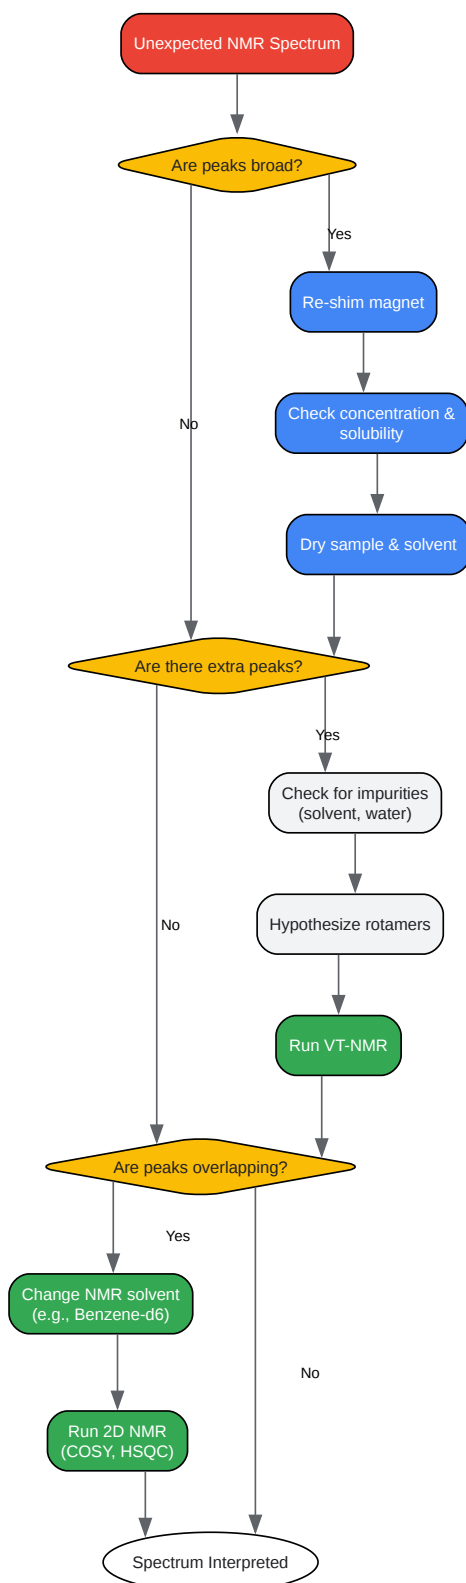 Unexpected NMR Spectrum
Are peaks broad?
Yes
Re-shim magnet
Check concentration &
solubility
No
Dry sample & solvent
Are there extra peaks?
Yes
Check for impurities
(solvent, water)
Hypothesize rotamers
No
Run VT-NMR
Are peaks overlapping?
Yes
Change NMR solvent
(e.g., Benzene-d6)
No
Run 2D NMR
(COSY, HSQC)
Spectrum Interpreted